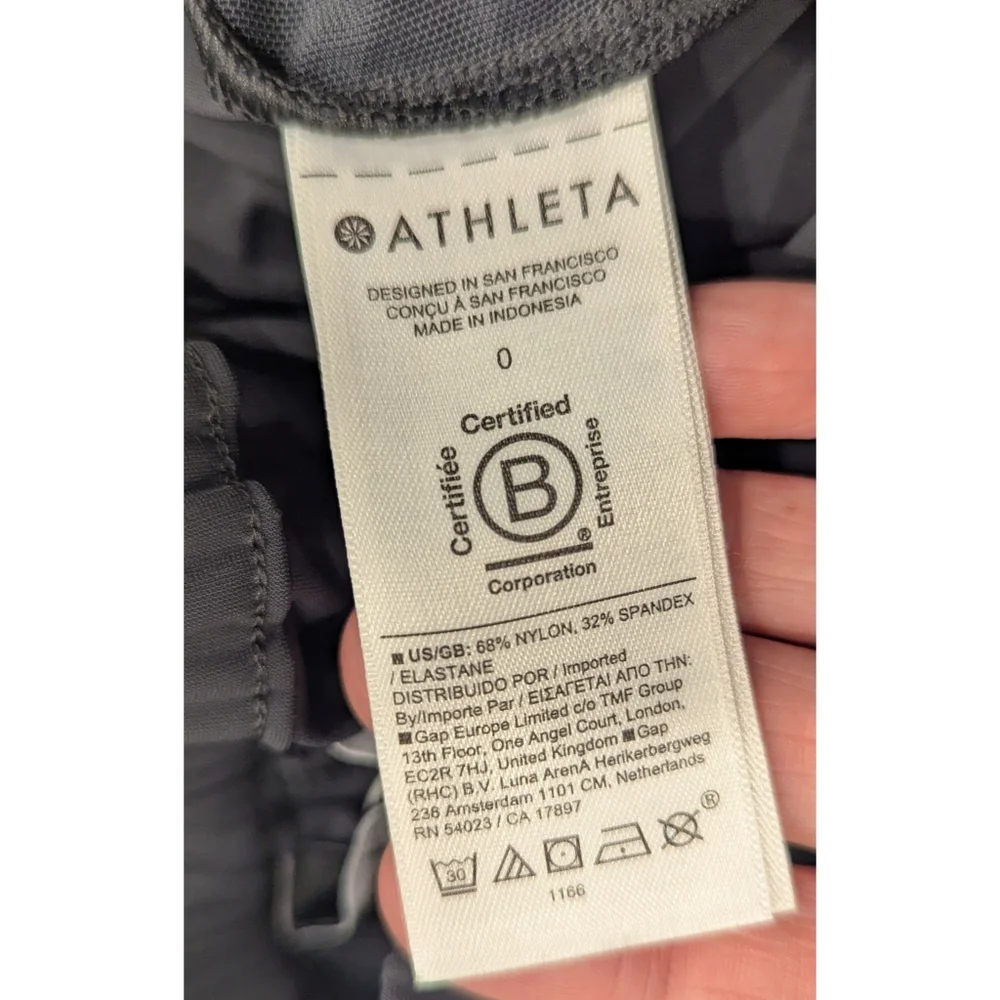 ATHLETA
DESIGNED IN SAN FRANCISCO
CONÇU À SAN FRANCISCO
MADE IN INDONESIA
0
Certified
Certifiée
B
Entreprise
®
Corporation
US/GB: 68% NYLON, 32% SPANDEX
/ ELASTANE
DISTRIBUIDO POR / Imported
By/Importe Par / ΕΙΣΑΓΕΤΑΙ ΑΠΟ ΤΗΝ:
Gap Europe Limited c/o TMF Group
13th Floor, One Angel Court, London,
EC2R 7HJ, United Kingdom Gap
(RHC) B.V. Luna ArenA Herikerbergweg
238 Amsterdam 1101 CM, Netherlands
RN 54023 / CA 17897
30 ®
1166